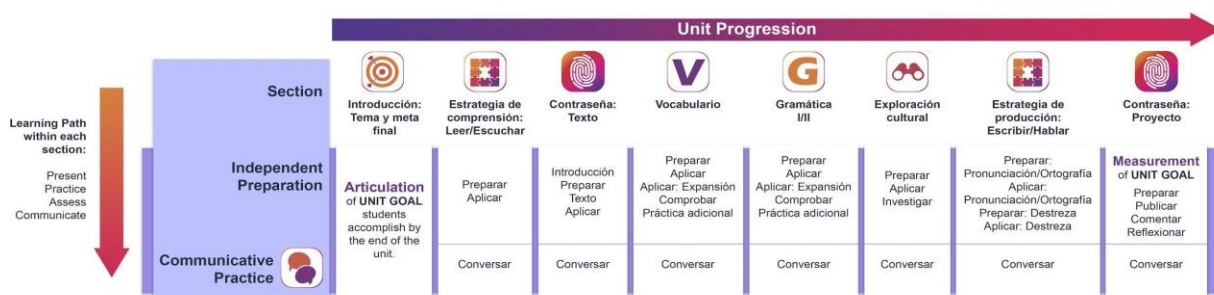 Unit Progression
Learning Path
within each
section:
Present
Practice
Assess
Communicate
Section
Introducción:
Tema y meta
final
Estrategia de
comprensión:
Leer/Escuchar
Contraseña:
Texto
Vocabulario
Gramática
I/II
Exploración
cultural
Estrategia de
producción:
Escribir/Hablar
Contraseña:
Proyecto
V
G
Independent
Preparation
Articulation
of UNIT GOAL
students
accomplish by
the end of the
unit.
Preparar
Aplicar
Introducción
Preparar
Texto
Aplicar
Preparar
Aplicar
Aplicar: Expansión
Comprobar
Práctica adicional
Preparar
Aplicar
Aplicar: Expansión
Comprobar
Práctica adicional
Preparar
Aplicar
Investigar
Preparar:
Pronunciación/Ortografía
Aplicar:
Pronunciación/Ortografía
Preparar: Destreza
Aplicar: Destreza
Measurement
of UNIT GOAL
Preparar
Publicar
Comentar
Reflexionar
Communicative
Practice
Conversar
Conversar
Conversar
Conversar
Conversar
Conversar
Conversar